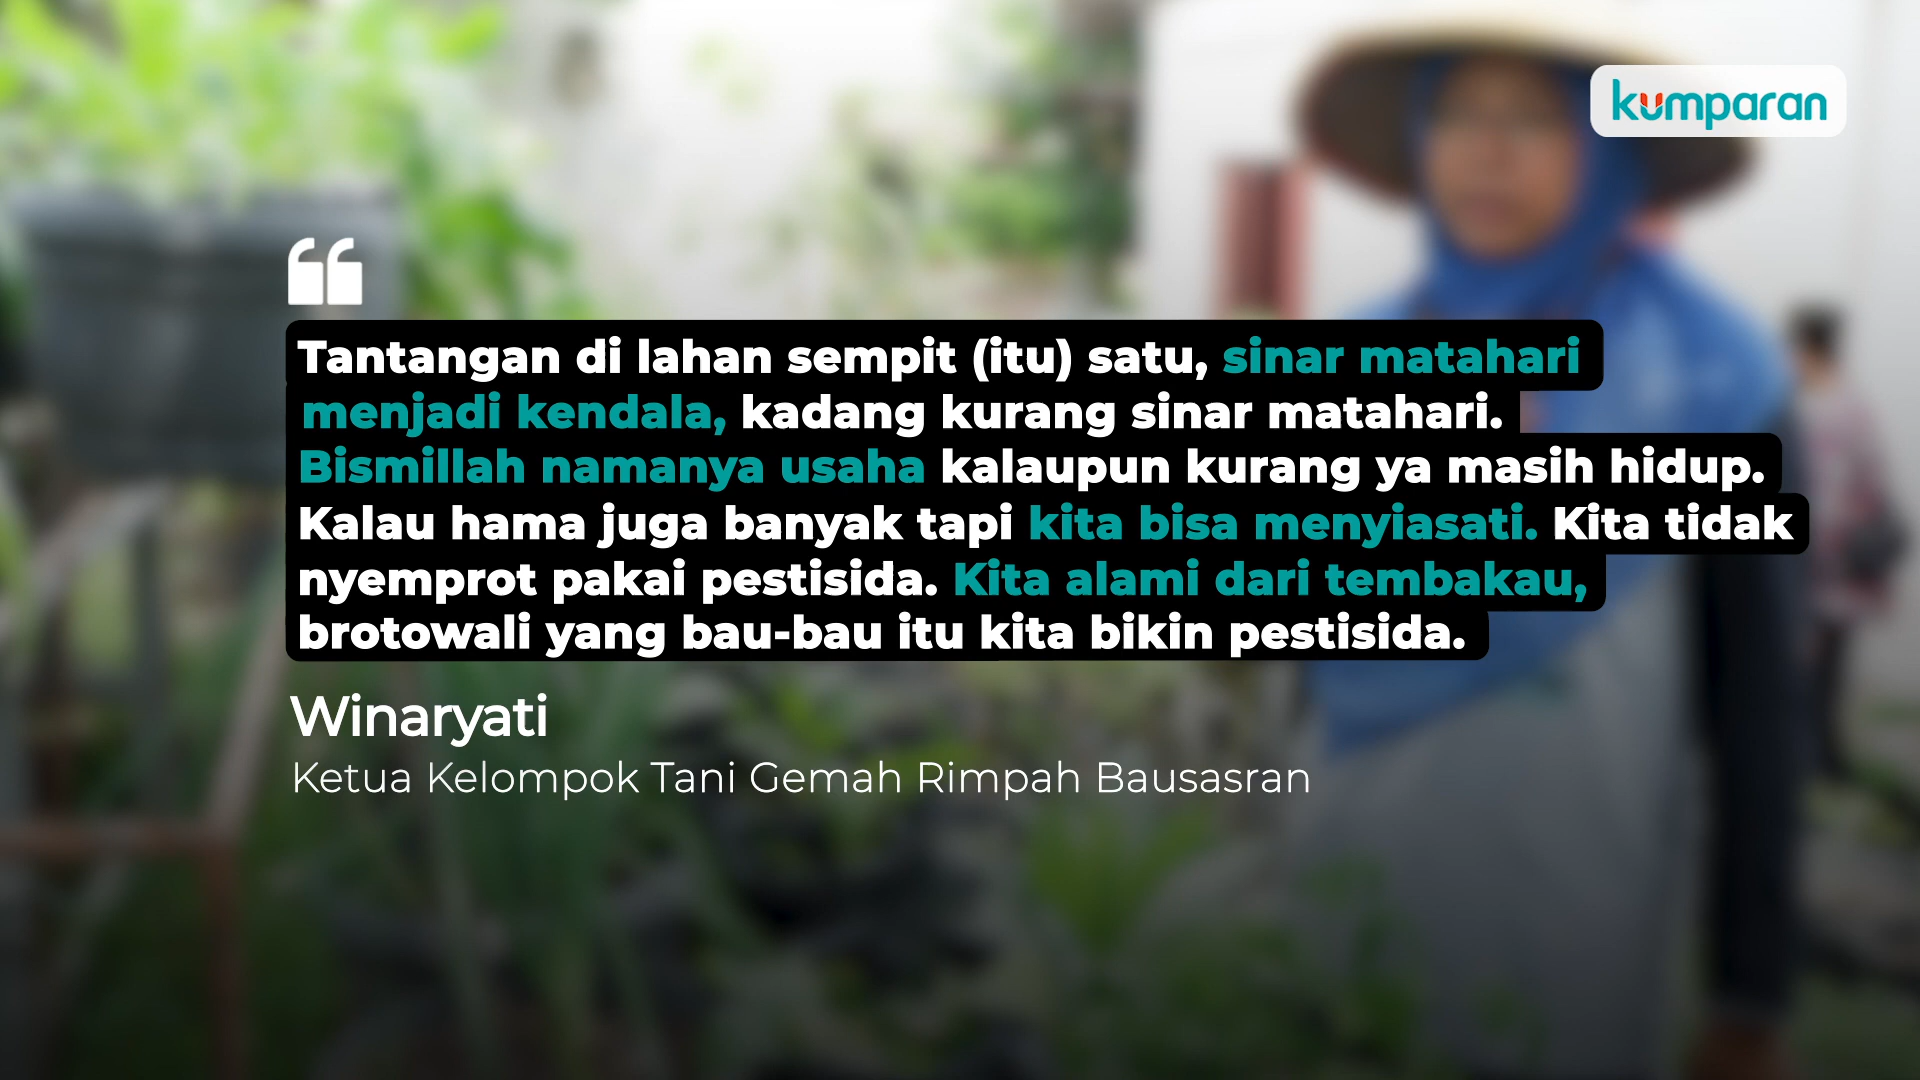 kumparan
“
Tantangan di lahan sempit (itu) satu, sinar matahari
menjadi kendala, kadang kurang sinar matahari.
Bismillah namanya usaha kalaupun kurang ya masih hidup.
Kalau hama juga banyak tapi kita bisa menyiasati. Kita tidak
nyemprot pakai pestisida. Kita alami dari tembakau,
brotowali yang bau-bau itu kita bikin pestisida.
Winaryati
Ketua Kelompok Tani Gemah Rimpah Bausasran